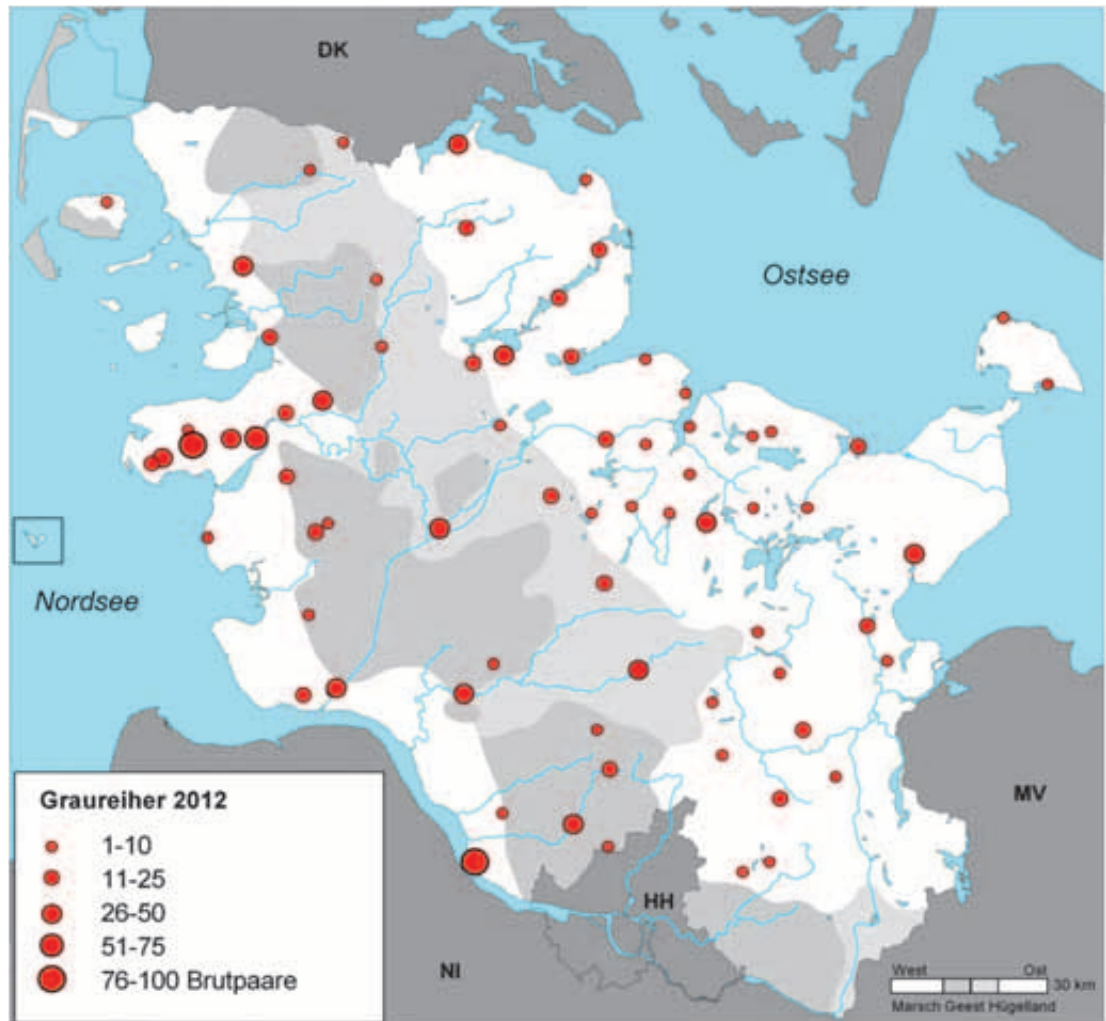 DK
Ostsee
Nordsee
Graureiher 2012
1-10
11-25
26-50
51-75
76-100 Brutpaare
HH
NI
MV
West Ost
30 km
Marsch Geest Hügelland